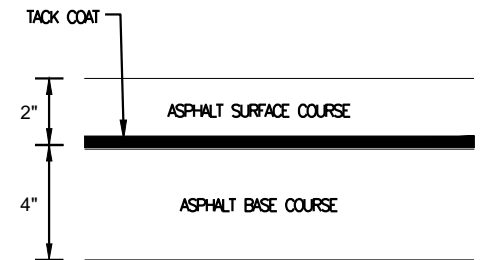 TACK COAT
2"
ASPHALT SURFACE COURSE
4"
ASPHALT BASE COURSE